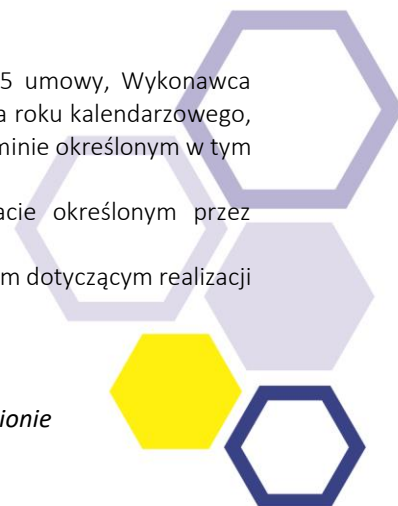 5 umowy, Wykonawca
a roku kalendarzowego,
minie określonym w tym
acie określonym przez
m dotyczącym realizacji
ionie